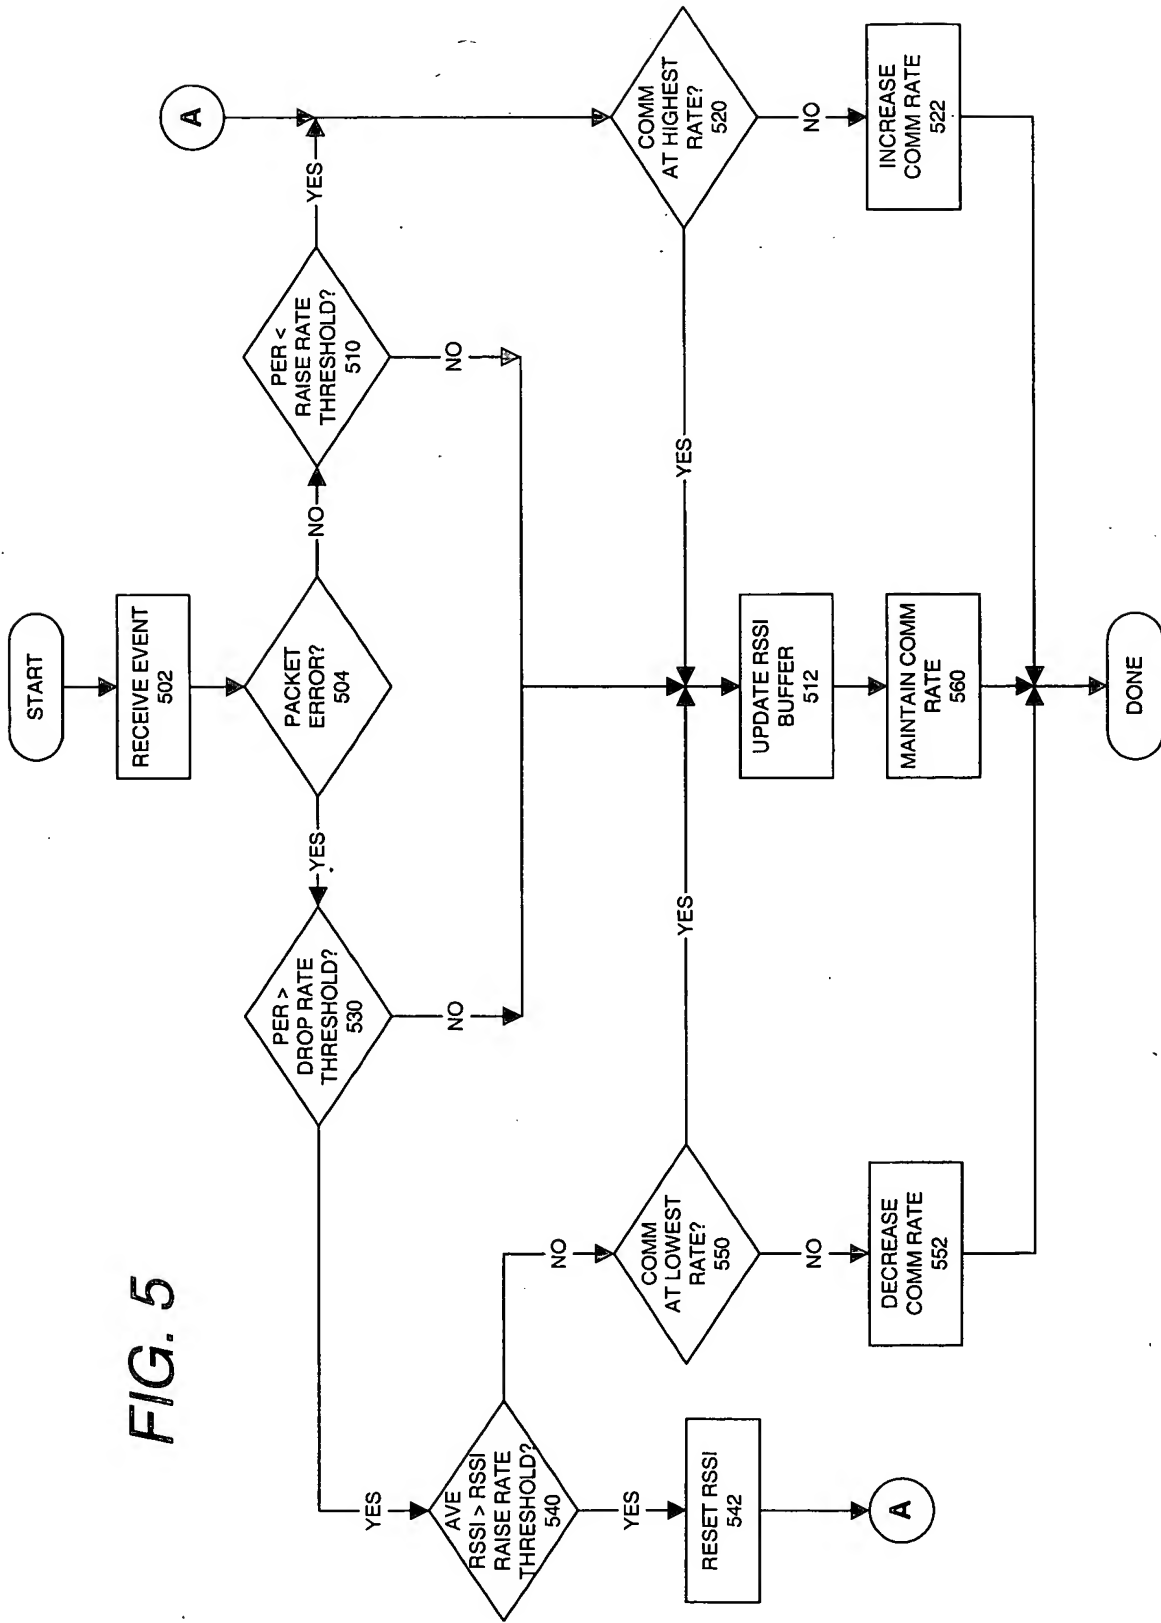 FIG. 5
START
RECEIVE EVENT
502
PACKET
ERROR?
504
YES
NO
PER >
DROP RATE
THRESHOLD?
530
PER <
RAISE RATE
THRESHOLD?
510
YES
A
YES
NO
NO
AVE
RSSI > RSSI
RAISE RATE
THRESHOLD?
540
NO
YES
RESET RSSI
542
A
COMM
AT LOWEST
RATE?
550
YES
NO
DECREASE
COMM RATE
552
COMM
AT HIGHEST
RATE?
520
YES
NO
INCREASE
COMM RATE
522
UPDATE RSSI
BUFFER
512
MAINTAIN COMM
RATE
560
DONE